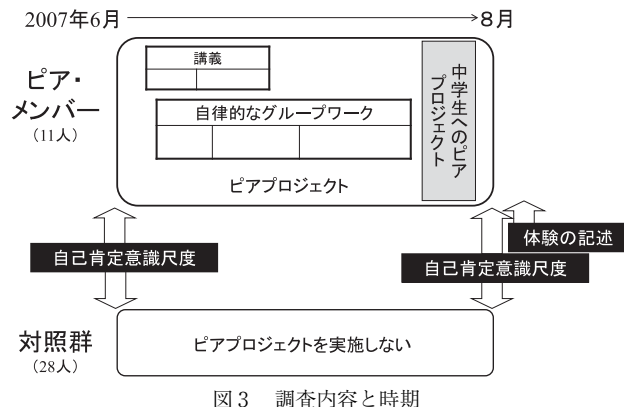 2007年6月
8月
ピア・
メンバー
(11人)
講義
自律的なグループワーク
ピアプロジェクト
中学生へのピア
プロジェクト
自己肯定意識尺度
体験の記述
自己肯定意識尺度
対照群
(28人)
ピアプロジェクトを実施しない
図3 調査内容と時期